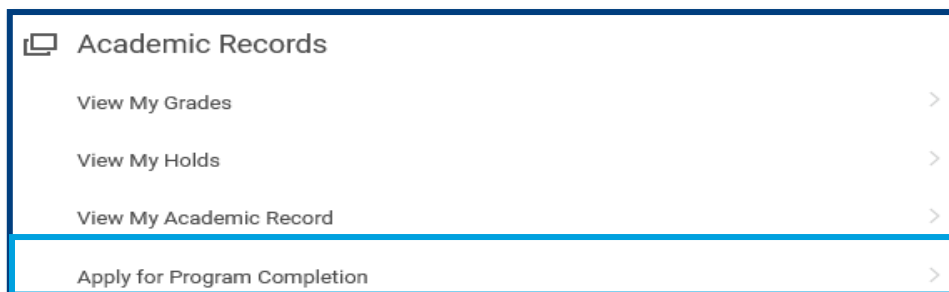 Academic Records
View My Grades
View My Holds
View My Academic Record
Apply for Program Completion